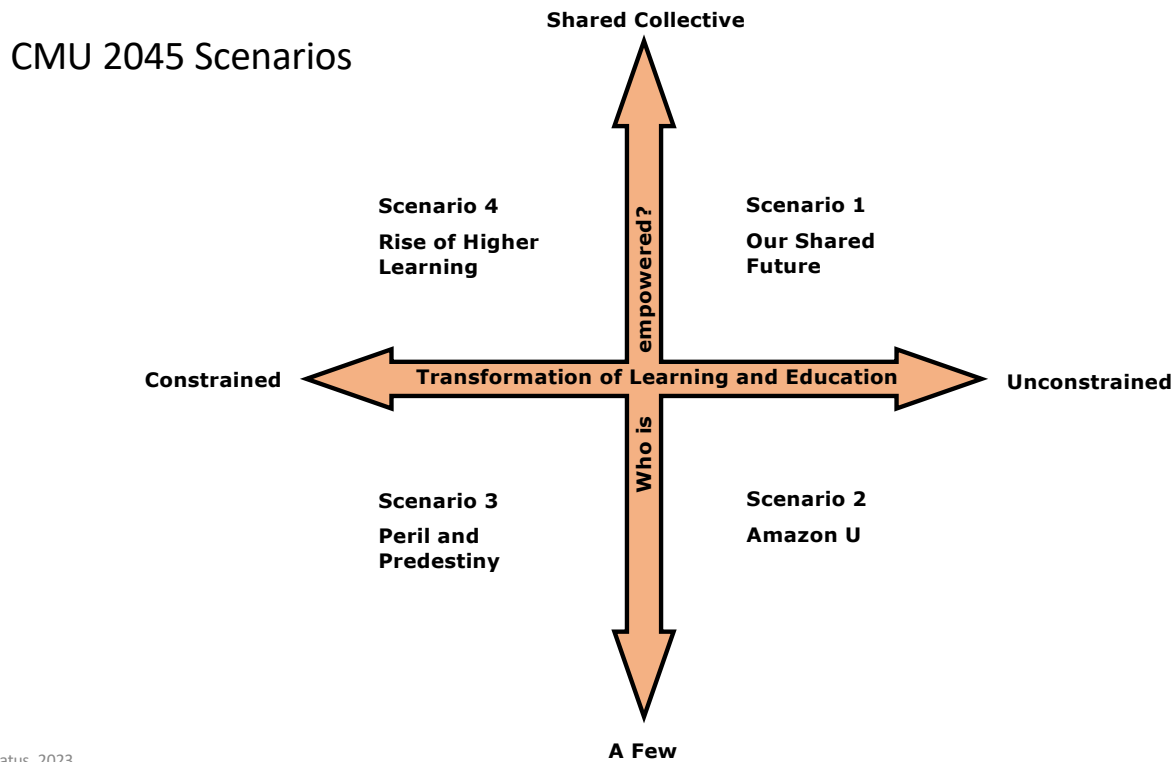 Shared Collective
CMU 2045 Scenarios
Scenario 4
Rise of Higher
Learning
Scenario 1
Our Shared
Future
Who is empowered?
Constrained
Transformation of Learning and Education
Unconstrained
Scenario 3
Peril and
Predestiny
Scenario 2
Amazon U
A Few
2023